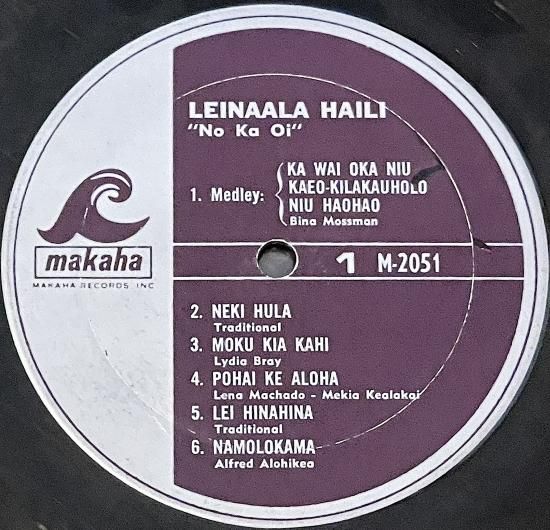 LEINAALA HAILI
"No Ka Oi"
1. Medley:
KA WAI OKA NIU
KAEO-KILAKAUHOLO
NIU HAOHAO
Bina Mossman
makaha
MAKAHA RECORDS INC
1 M-2051
2. NEKI HULA
Traditional
3. MOKU KIA KAHI
Lydia Bray
4. POHAI KE ALOHA
Lena Machado - Mekia Kealakai
5. LEI HINAHINA
Traditional
6. NAMOLOKAMA
Alfred Alohikea